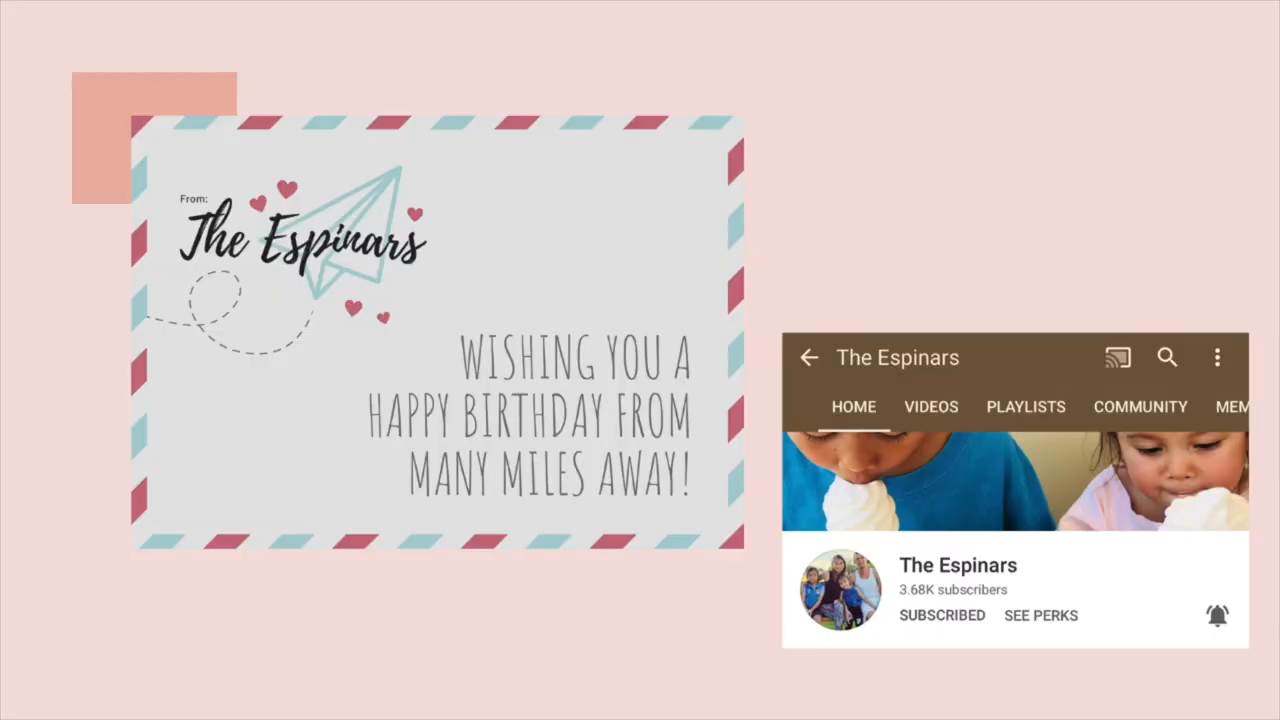 From:
The Espinars
WISHING YOU A
HAPPY BIRTHDAY FROM
MANY MILES AWAY!
The Espinars
HOME VIDEOS PLAYLISTS COMMUNITY MEM
The Espinars
3.68K subscribers
SUBSCRIBED SEE PERKS